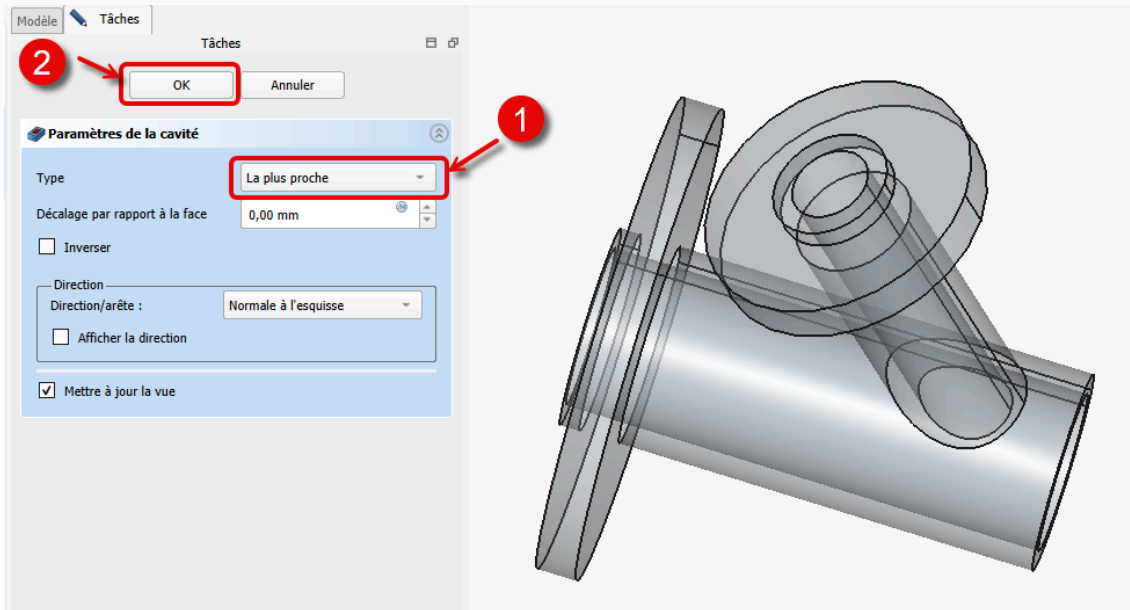 Modèle
Tâches
Tâches
2
OK
Annuler
1
Paramètres de la cavité
Type
La plus proche
Décalage par rapport à la face
0,00 mm
Inverser
Direction
Direction/arête :
Normale à l'esquisse
Afficher la direction
Mettre à jour la vue